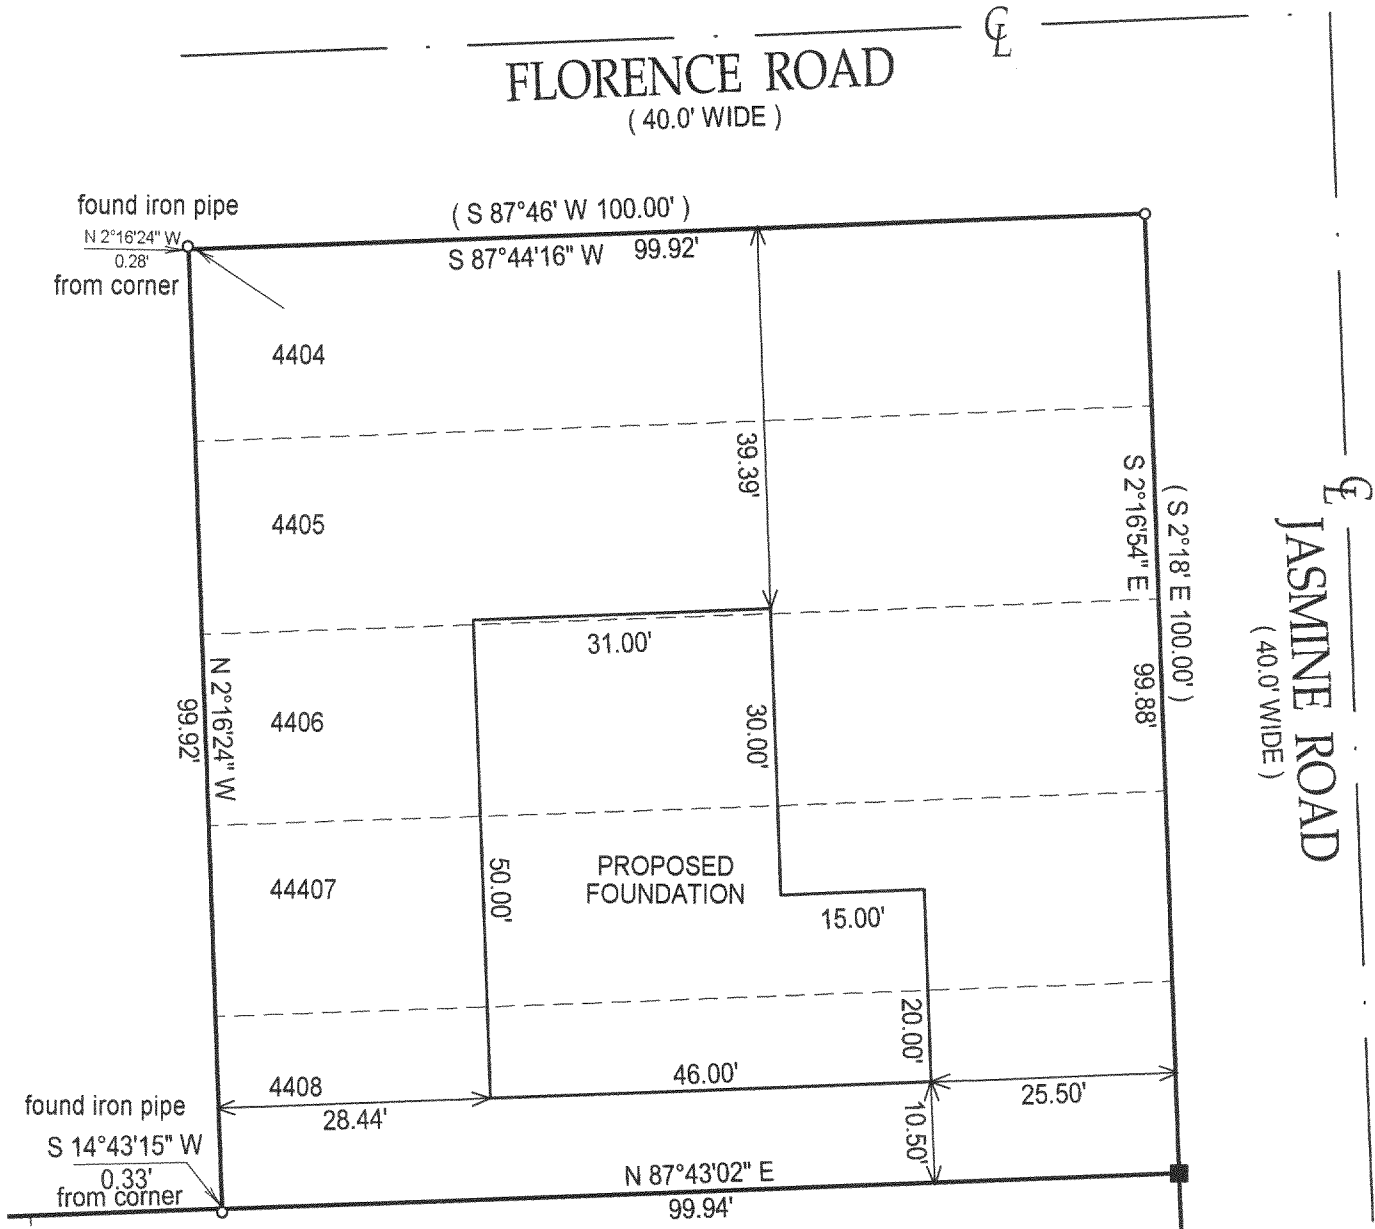 CL
FLORENCE ROAD
( 40.0' WIDE )
found iron pipe
N 2°16'24" W
0.28'
from corner
( S 87°46' W 100.00' )
S 87°44'16" W 99.92'
4404
39.39'
4405
S 2°16'54" E 99.88'
( S 2°18' E 100.00' )
CL
JASMINE ROAD
( 40.0' WIDE )
31.00'
N 2°16'24" W
99.92'
4406
30.00'
44407
50.00'
PROPOSED
FOUNDATION
15.00'
20.00'
4408
28.44'
46.00'
25.50'
10.50'
found iron pipe
S 14°43'15" W
0.33'
from corner
N 87°43'02" E
99.94'